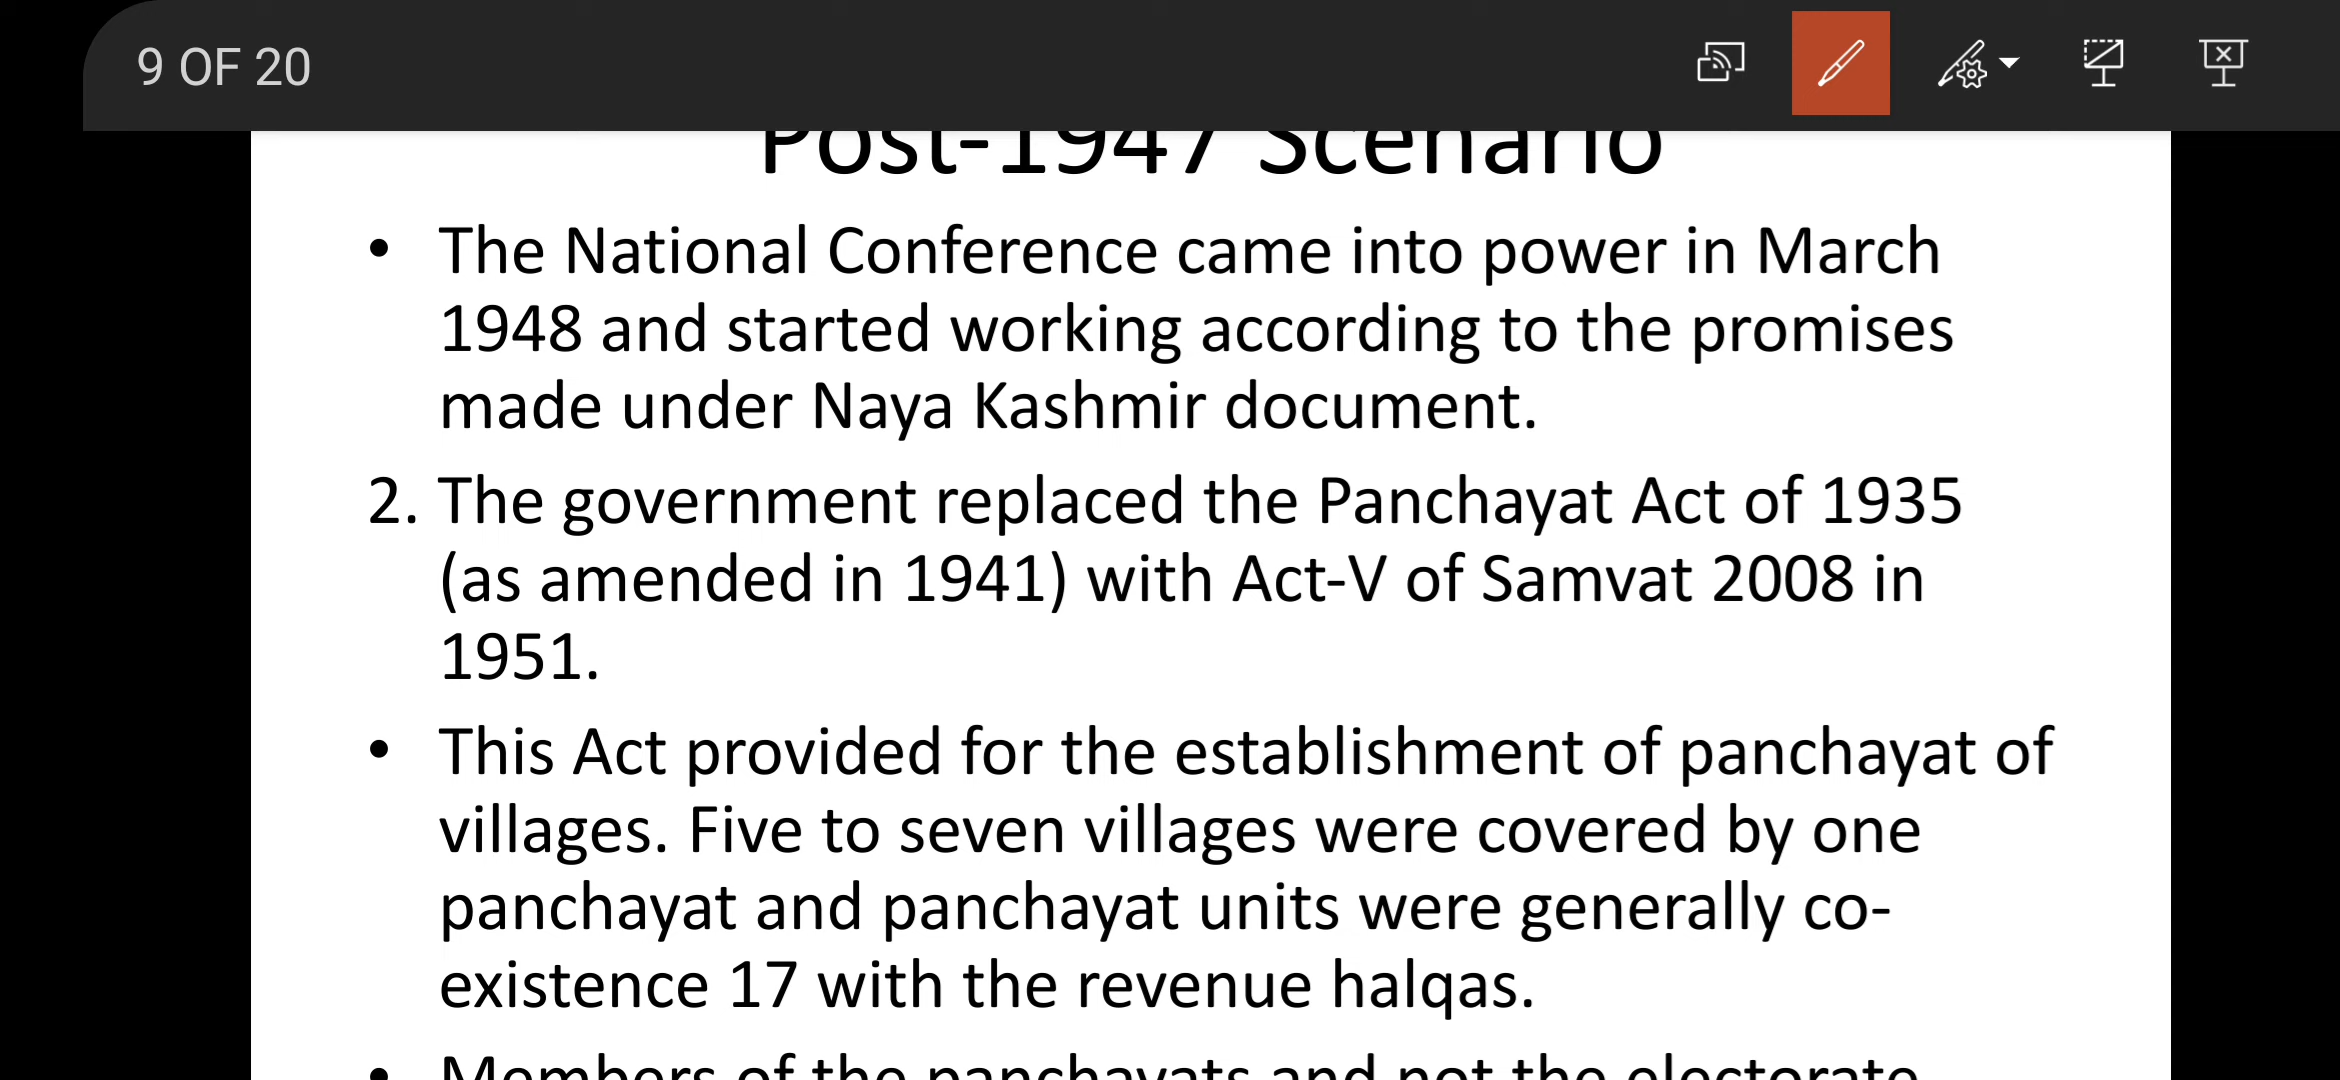 9 OF 20
Post-1947 Scenario
• The National Conference came into power in March
1948 and started working according to the promises
made under Naya Kashmir document.
2. The government replaced the Panchayat Act of 1935
(as amended in 1941) with Act-V of Samvat 2008 in
1951.
• This Act provided for the establishment of panchayat of
villages. Five to seven villages were covered by one
panchayat and panchayat units were generally co-
existence 17 with the revenue halqas.
• Members of the panchayats and not the electorate